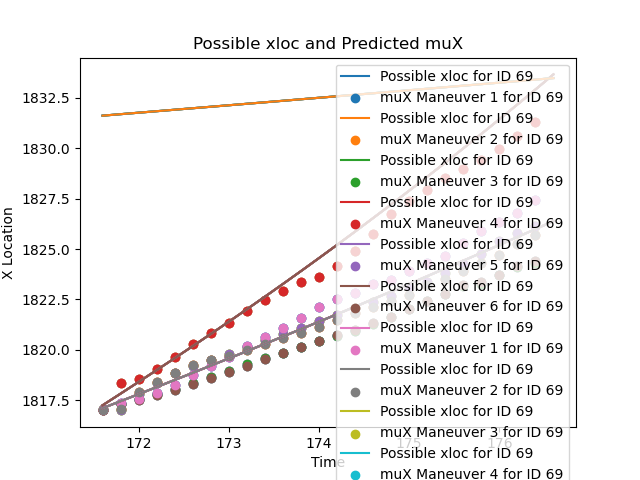 Possible xloc and Predicted muX
1832.5
1830.0
1827.5
1825.0
1822.5
1820.0
1817.5
X Location
172
173
174
175
176
Time
Possible xloc for ID 69
muX Maneuver 1 for ID 69
Possible xloc for ID 69
muX Maneuver 2 for ID 69
Possible xloc for ID 69
muX Maneuver 3 for ID 69
Possible xloc for ID 69
muX Maneuver 4 for ID 69
Possible xloc for ID 69
muX Maneuver 5 for ID 69
Possible xloc for ID 69
muX Maneuver 6 for ID 69
Possible xloc for ID 69
muX Maneuver 1 for ID 69
Possible xloc for ID 69
muX Maneuver 2 for ID 69
Possible xloc for ID 69
muX Maneuver 3 for ID 69
Possible xloc for ID 69
muX Maneuver 4 for ID 69